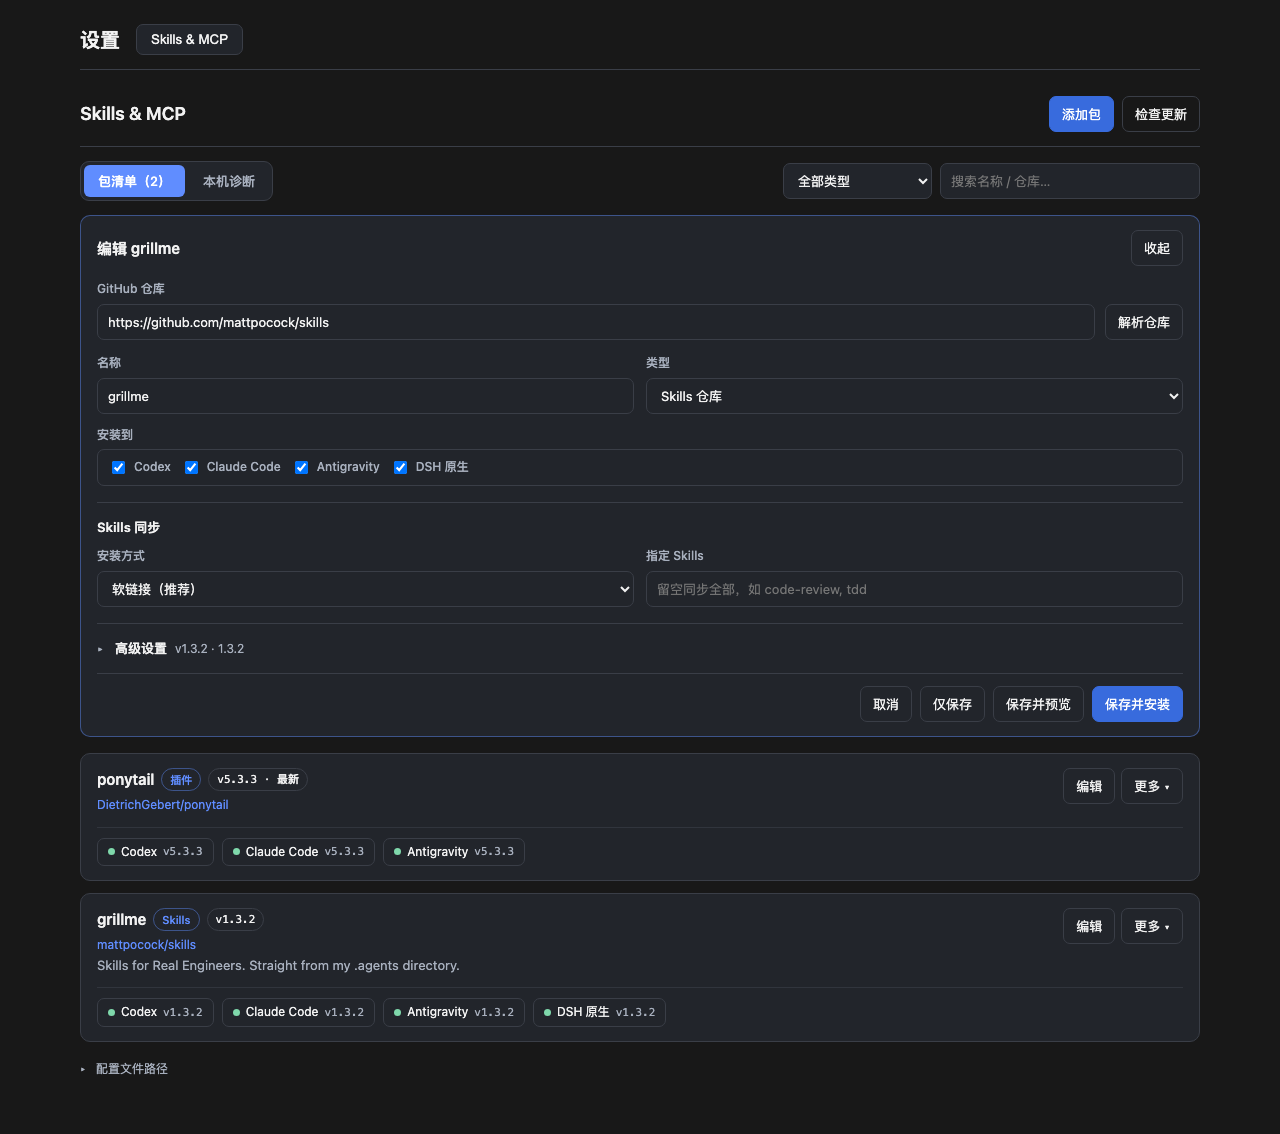 设置 Skills & MCP
Skills & MCP 添加包 检查更新
包清单（2） 本机诊断 全部类型 搜索名称 / 仓库...
编辑 grillme 收起
GitHub 仓库
https://github.com/mattpocock/skills 解析仓库
名称 类型
grillme Skills 仓库
安装到
Codex Claude Code Antigravity DSH 原生
Skills 同步
安装方式 指定 Skills
软链接（推荐） 留空同步全部，如 code-review, tdd
▸ 高级设置 v1.3.2 · 1.3.2
取消 仅保存 保存并预览 保存并安装
ponytail 插件 v5.3.3 · 最新 编辑 更多 ▾
DietrichGebert/ponytail
Codex v5.3.3 Claude Code v5.3.3 Antigravity v5.3.3
grillme Skills v1.3.2 编辑 更多 ▾
mattpocock/skills
Skills for Real Engineers. Straight from my .agents directory.
Codex v1.3.2 Claude Code v1.3.2 Antigravity v1.3.2 DSH 原生 v1.3.2
▸ 配置文件路径